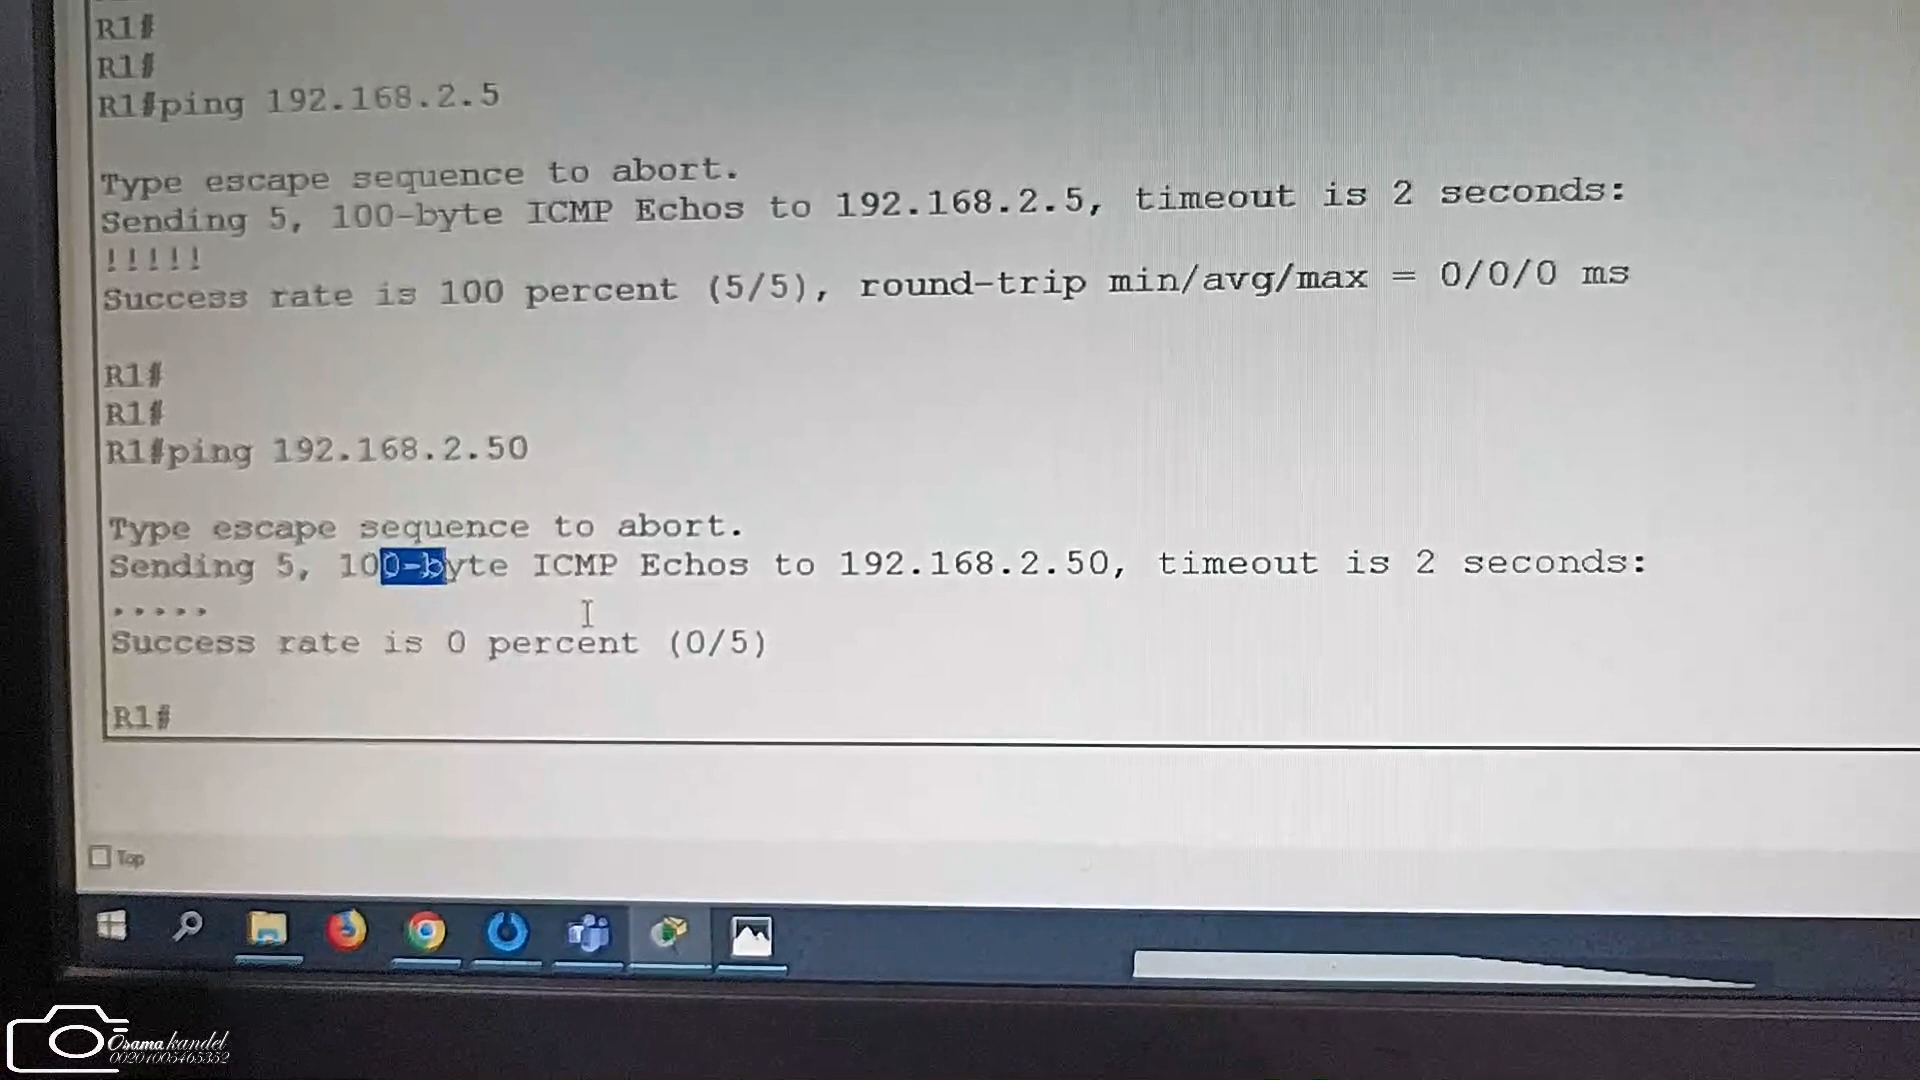 R1#
R1#
R1#ping 192.168.2.5
Type escape sequence to abort.
Sending 5, 100-byte ICMP Echos to 192.168.2.5, timeout is 2 seconds:
!!!!!
Success rate is 100 percent (5/5), round-trip min/avg/max = 0/0/0 ms
R1#
R1#
R1#ping 192.168.2.50
Type escape sequence to abort.
Sending 5, 100-byte ICMP Echos to 192.168.2.50, timeout is 2 seconds:
.....
Success rate is 0 percent (0/5)
R1#
Top
Osama kandel
00201005465352